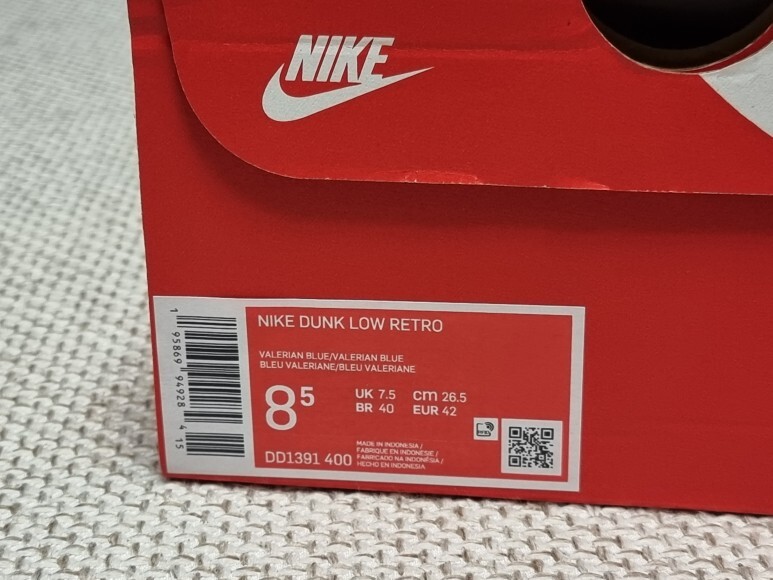 NIKE
NIKE DUNK LOW RETRO
VALERIAN BLUE/VALERIAN BLUE
BLEU VALERIANE/BLEU VALERIANE
8⁵
UK 7.5 cm 26.5
BR 40 EUR 42
DD1391 400
MADE IN INDONESIA /
FABRIQUE EN INDONESIE /
FABRICADO NA INDONÉSIA /
HECHO EN INDONESIA
1 95869 94928 4 15